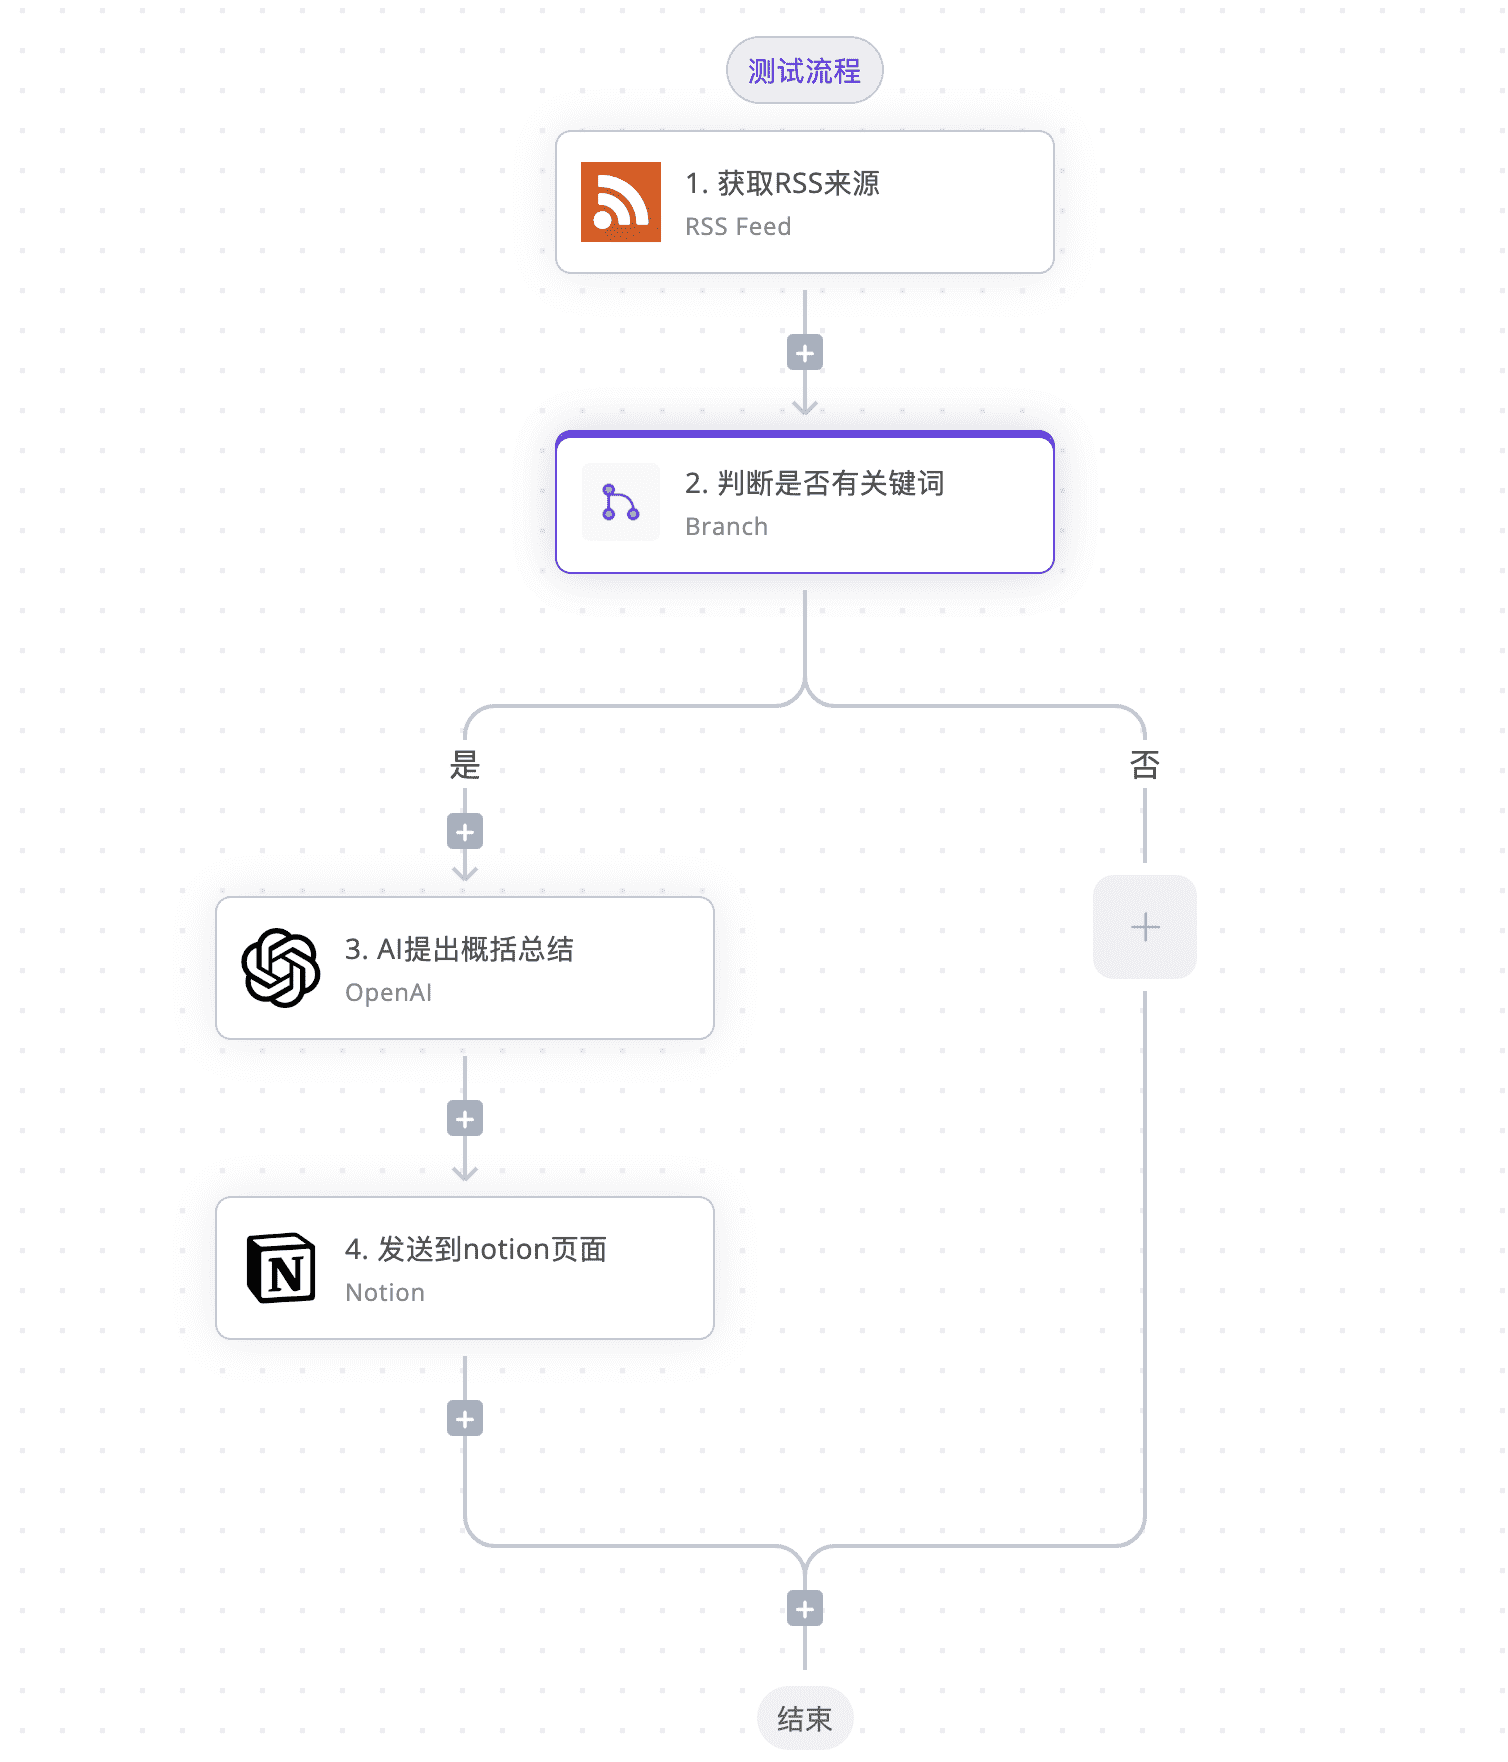 测试流程
1. 获取RSS来源
RSS Feed
2. 判断是否有关键词
Branch
是
否
3. AI提出概括总结
OpenAI
4. 发送到notion页面
Notion
结束